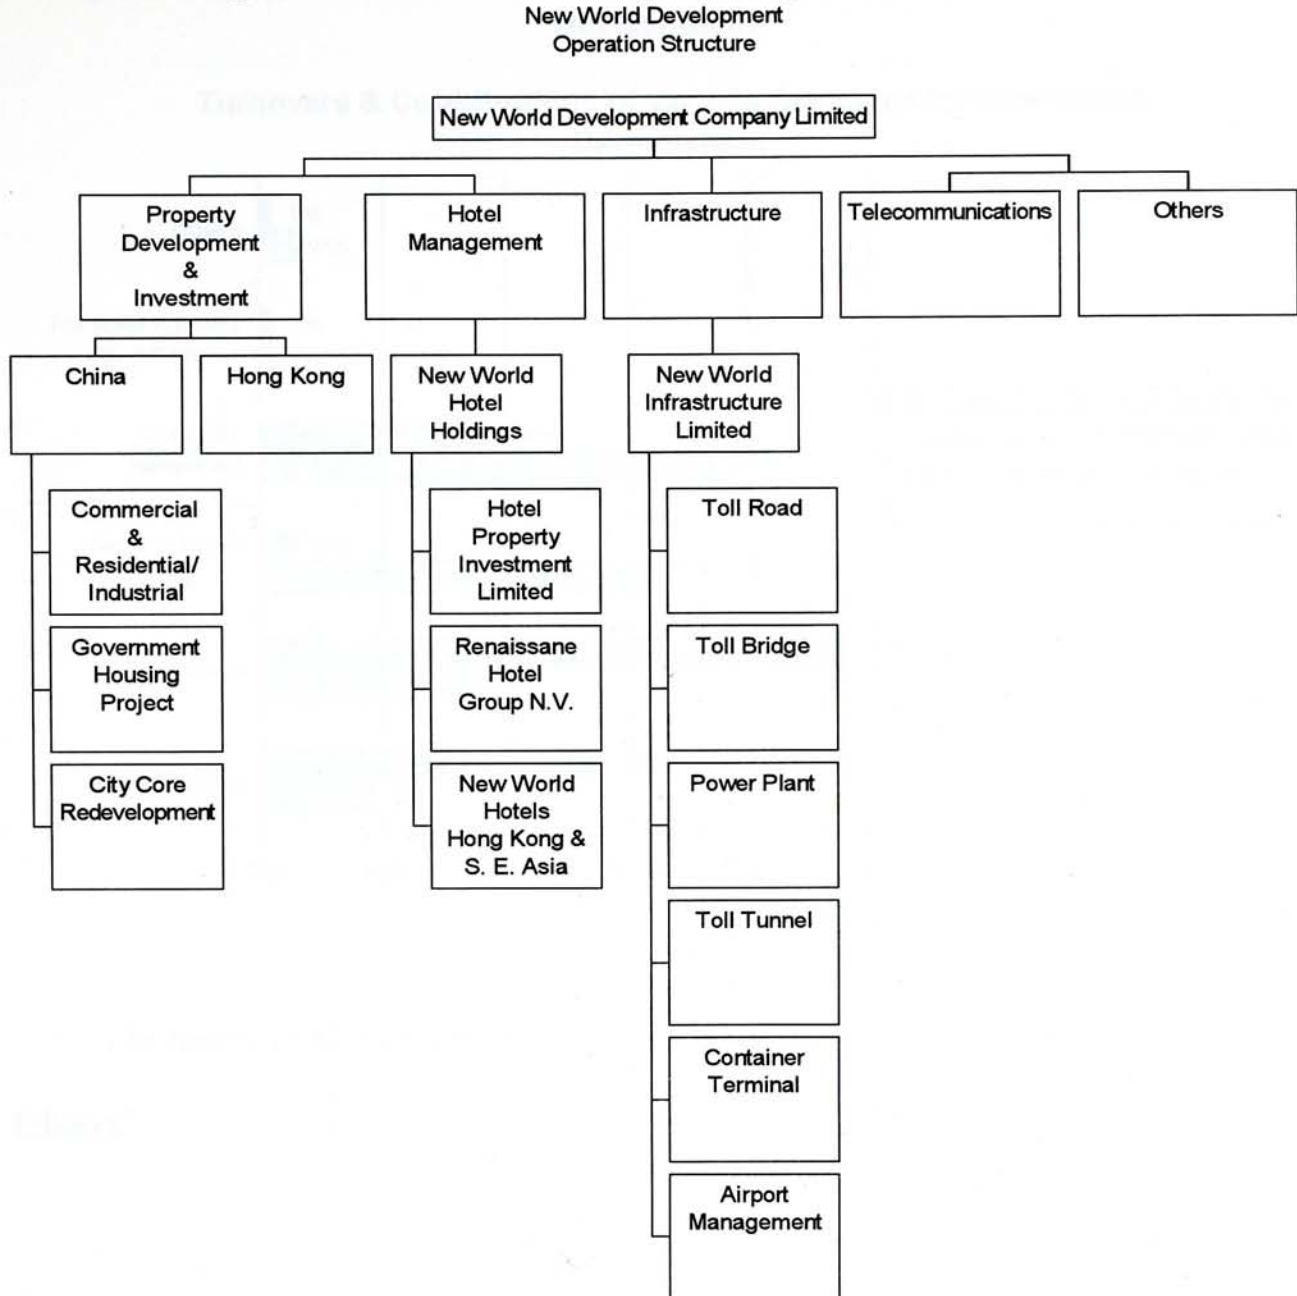 New World Development
Operation Structure
New World Development Company Limited
Property
Development
&
Investment
Hotel
Management
Infrastructure
Telecommunications
Others
China
Hong Kong
New World
Hotel
Holdings
New World
Infrastructure
Limited
Commercial
&
Residential/
Industrial
Government
Housing
Project
City Core
Redevelopment
Hotel
Property
Investment
Limited
Renaissane
Hotel
Group N.V.
New World
Hotels
Hong Kong &
S. E. Asia
Toll Road
Toll Bridge
Power Plant
Toll Tunnel
Container
Terminal
Airport
Management